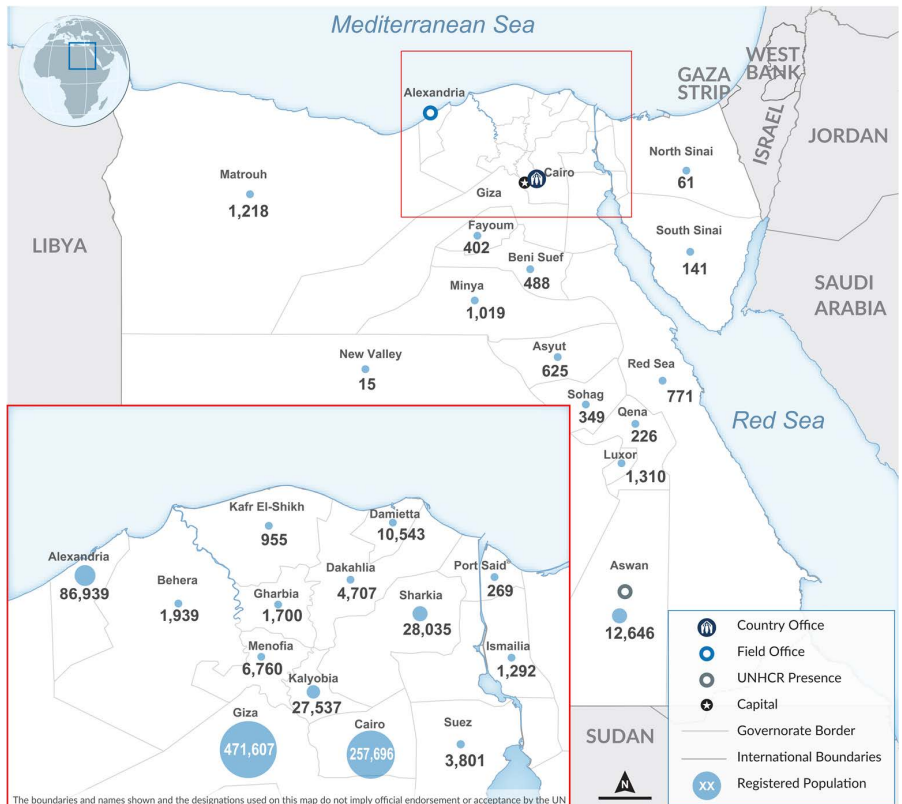 Mediterranean Sea
WEST
BANK
GAZA
STRIP
Alexandria
ISRAEL
JORDAN
North Sinai
61
Matrouh
1,218
Cairo
Giza
LIBYA
Fayoum
402
South Sinai
141
Beni Suef
488
SAUDI
ARABIA
Minya
1,019
Asyut
625
New Valley
15
Red Sea
771
Sohag
349
Qena
226
Red Sea
Luxor
1,310
Kafr El-Shikh
955
Damietta
10,543
Alexandria
86,939
Behera
1,939
Dakahlia
4,707
Port Said
269
Gharbia
1,700
Sharkia
28,035
Aswan
12,646
Menofia
6,760
Ismailia
1,292
Kalyobia
27,537
Giza
471,607
Cairo
257,696
Suez
3,801
SUDAN
N
Country Office
Field Office
UNHCR Presence
Capital
Governorate Border
International Boundaries
XX Registered Population
The boundaries and names shown and the designations used on this map do not imply official endorsement or acceptance by the UN